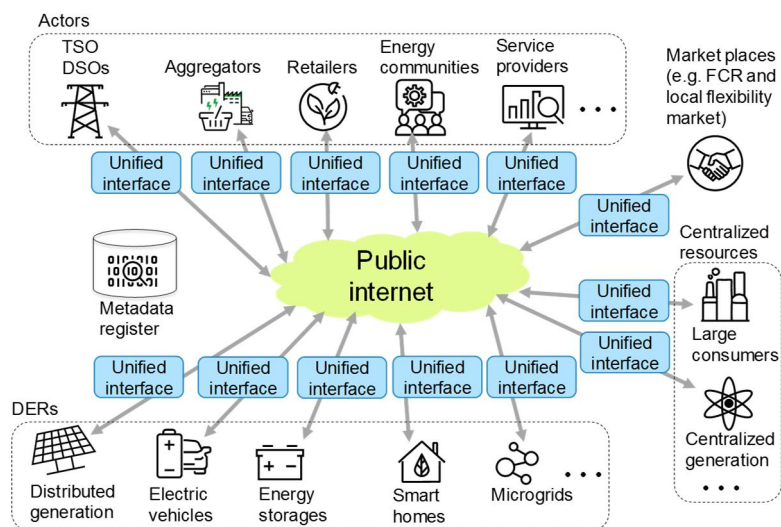 Actors
TSO
DSOs
Aggregators
Retailers
Energy
communities
Service
providers
• • •
Market places
(e.g. FCR and
local flexibility
market)
Unified
interface
Unified
interface
Unified
interface
Unified
interface
Unified
interface
Unified
interface
Metadata
register
Public
internet
Centralized
resources
Unified
interface
Large
consumers
Unified
interface
Centralized
generation
• • •
Unified
interface
Unified
interface
Unified
interface
Unified
interface
Unified
interface
DERs
Distributed
generation
Electric
vehicles
Energy
storages
Smart
homes
Microgrids
• • •